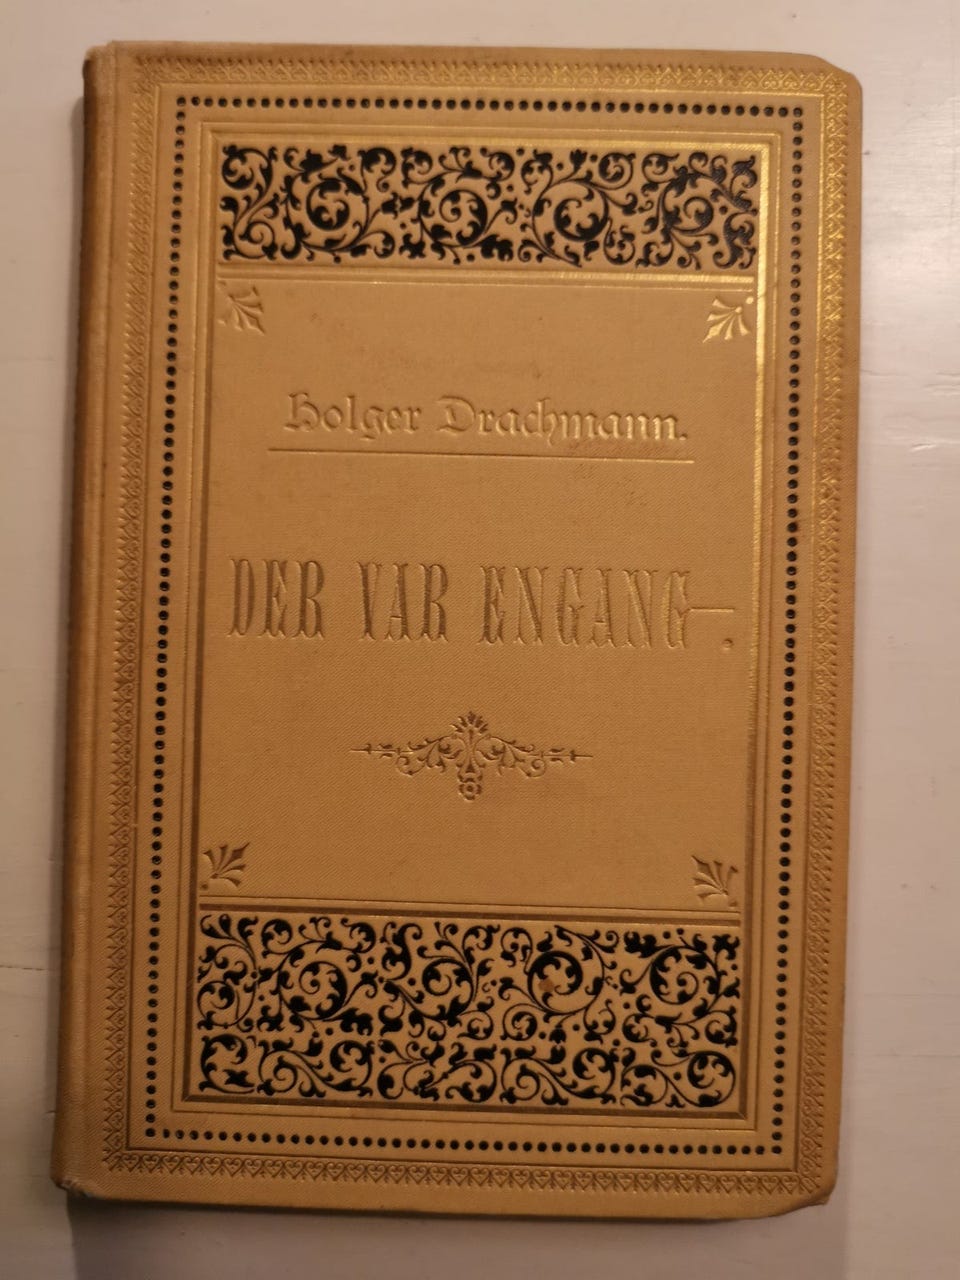 Holger Drachmann.
DER VAR ENGANG—.